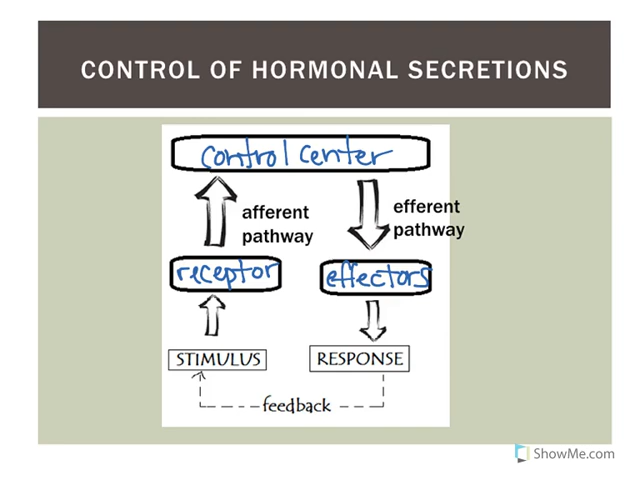 CONTROL OF HORMONAL SECRETIONS
control center
afferent
pathway
efferent
pathway
receptor
effectors
STIMULUS
RESPONSE
feedback
ShowMe.com